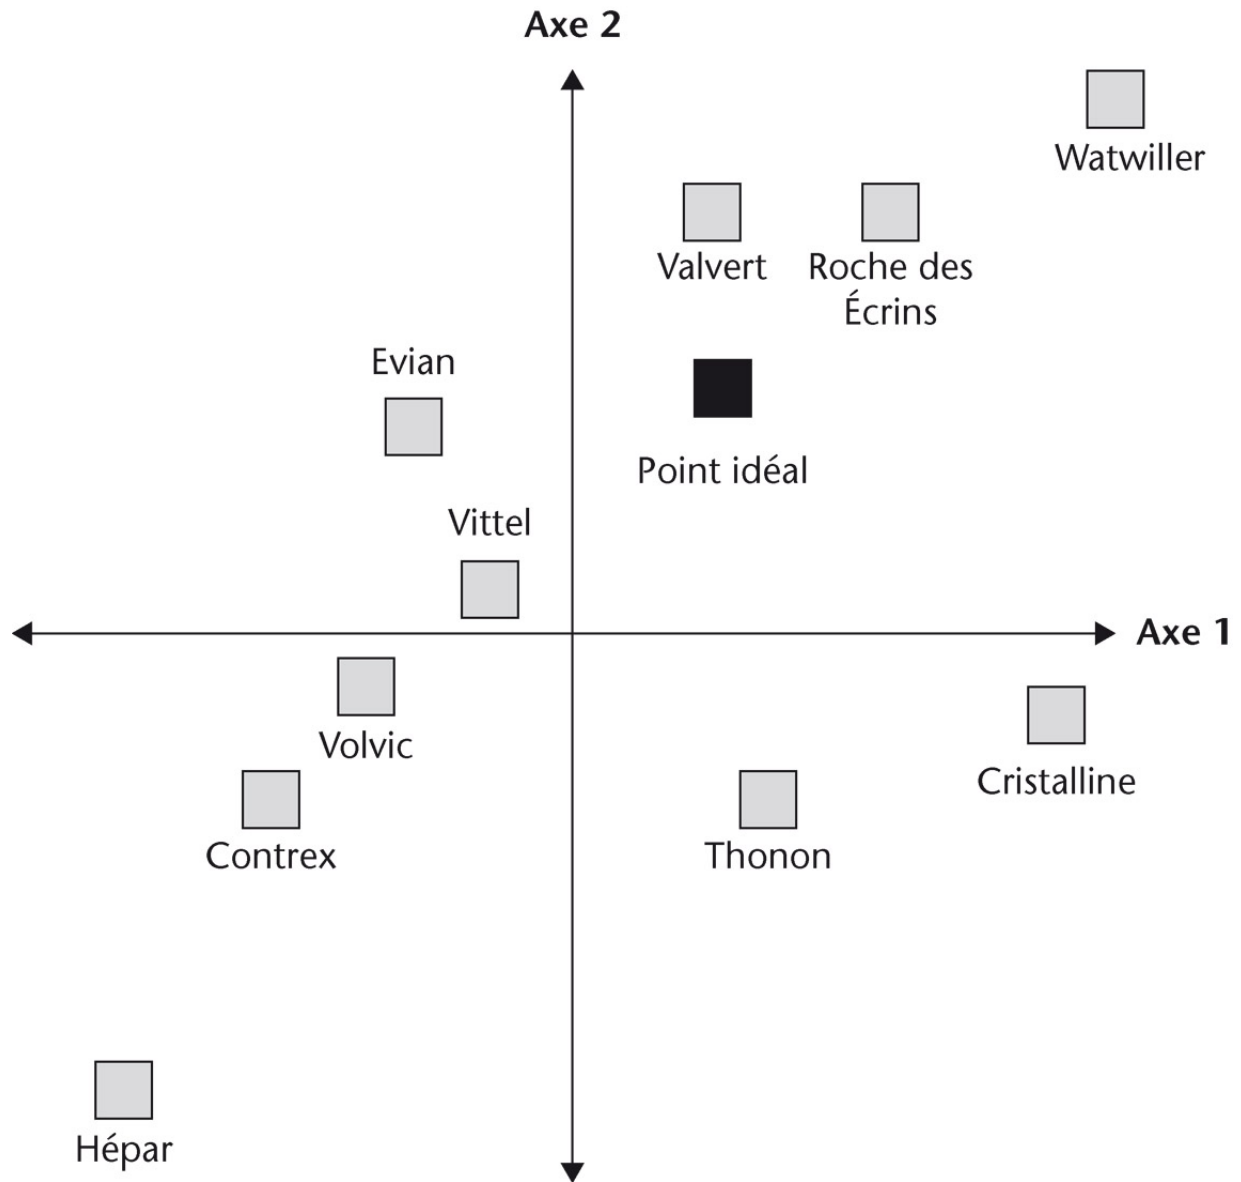 Axe 2
Watwiller
Valvert
Roche des
Écrins
Evian
Point idéal
Vittel
Axe 1
Volvic
Cristalline
Contrex
Thonon
Hépar